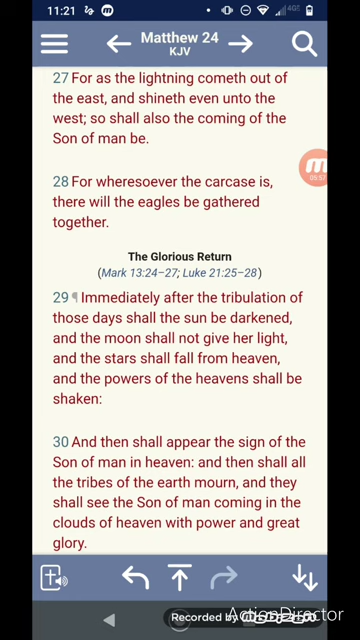 11:21
4GE
Matthew 24
KJV
27 For as the lightning cometh out of
the east, and shineth even unto the
west; so shall also the coming of the
Son of man be.
28 For wheresoever the carcase is,
there will the eagles be gathered
together.
The Glorious Return
(Mark 13:24–27; Luke 21:25–28)
29 ¶ Immediately after the tribulation of
those days shall the sun be darkened,
and the moon shall not give her light,
and the stars shall fall from heaven,
and the powers of the heavens shall be
shaken:
30 And then shall appear the sign of the
Son of man in heaven: and then shall all
the tribes of the earth mourn, and they
shall see the Son of man coming in the
clouds of heaven with power and great
glory.
ActionDirector
Recorded by